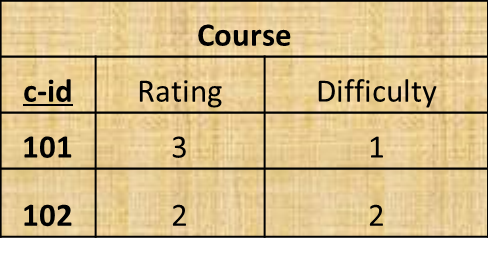 Course
c-id Rating Difficulty
101 3 1
102 2 2